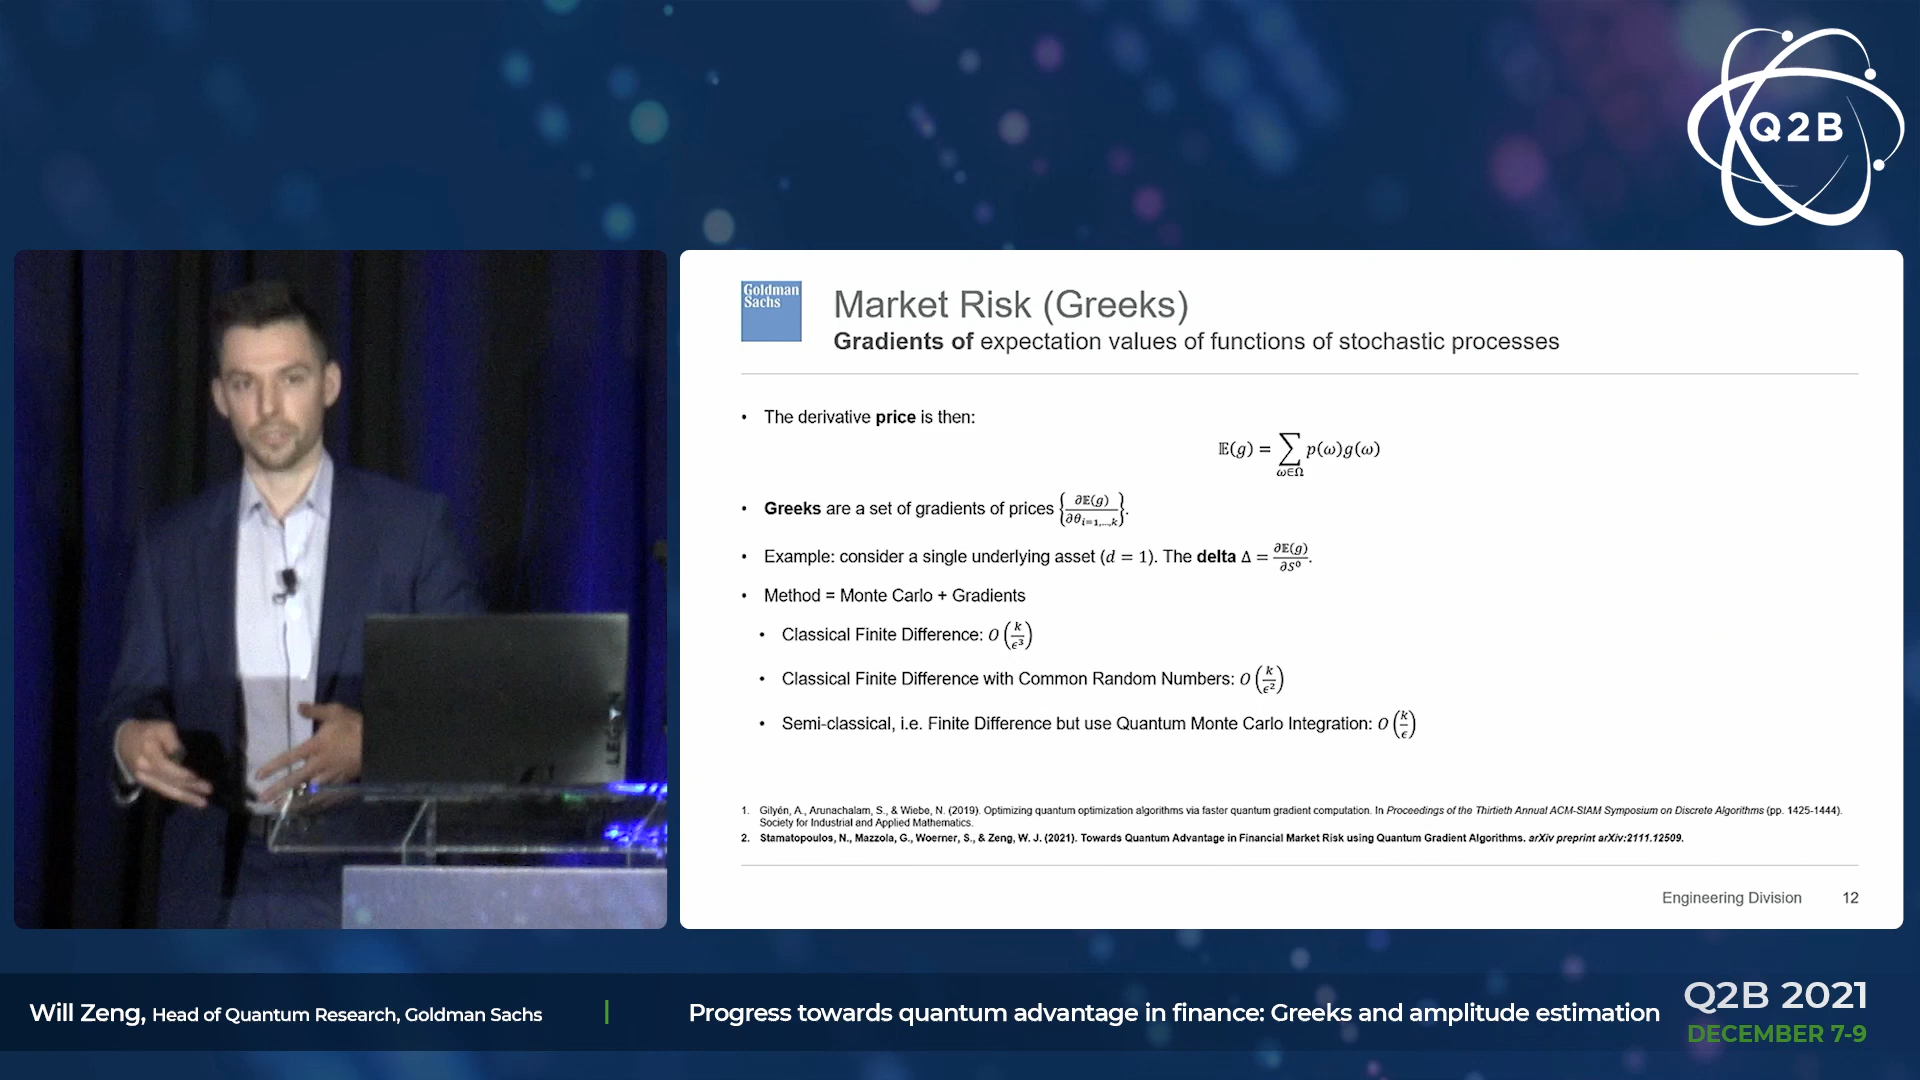 Q2B
Goldman
Sachs
Market Risk (Greeks)
Gradients of expectation values of functions of stochastic processes
• The derivative price is then:
𝔼(g) = ∑ p(ω)g(ω)
ω∈Ω
• Greeks are a set of gradients of prices {∂𝔼(g)/∂θ_{i=1,...,k}}.
• Example: consider a single underlying asset (d = 1). The delta Δ = ∂𝔼(g)/∂S⁰.
• Method = Monte Carlo + Gradients
• Classical Finite Difference: O(k/ϵ³)
• Classical Finite Difference with Common Random Numbers: O(k/ϵ²)
• Semi-classical, i.e. Finite Difference but use Quantum Monte Carlo Integration: O(k/ϵ)
1. Gilyén, A., Arunachalam, S., & Wiebe, N. (2019). Optimizing quantum optimization algorithms via faster quantum gradient computation. In Proceedings of the Thirtieth Annual ACM-SIAM Symposium on Discrete Algorithms (pp. 1425-1444).
Society for Industrial and Applied Mathematics.
2. Stamatopoulos, N., Mazzola, G., Woerner, S., & Zeng, W. J. (2021). Towards Quantum Advantage in Financial Market Risk using Quantum Gradient Algorithms. arXiv preprint arXiv:2111.12509.
Engineering Division 12
LEGION
Will Zeng, Head of Quantum Research, Goldman Sachs
Progress towards quantum advantage in finance: Greeks and amplitude estimation
Q2B 2021
DECEMBER 7-9